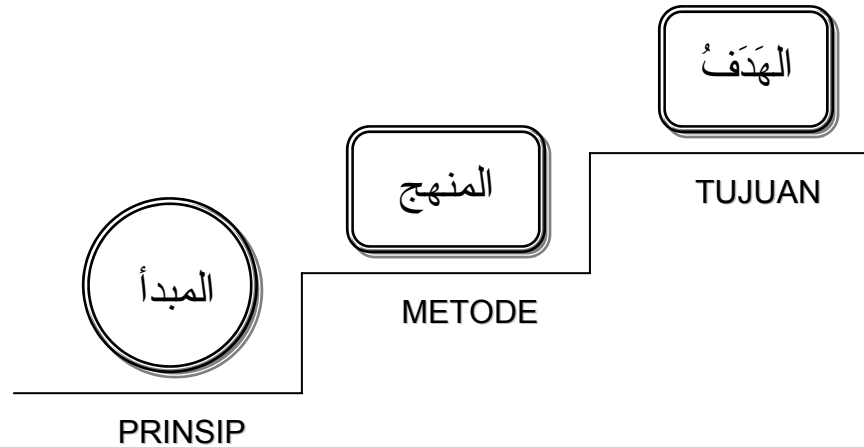 الهَدَفُ
TUJUAN
المنهج
METODE
المبدأ
PRINSIP